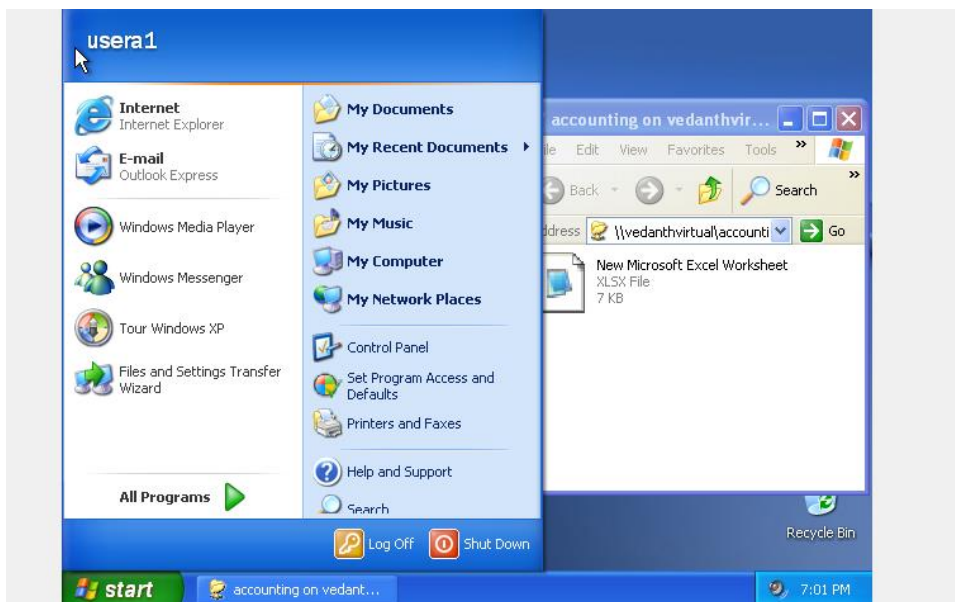 usera1
Internet
Internet Explorer
E-mail
Outlook Express
Windows Media Player
Windows Messenger
Tour Windows XP
Files and Settings Transfer
Wizard
All Programs
My Documents
My Recent Documents
My Pictures
My Music
My Computer
My Network Places
Control Panel
Set Program Access and
Defaults
Printers and Faxes
Help and Support
Search
Log Off
Shut Down
accounting on vedanthvir...
ile Edit View Favorites Tools »
Back Search »
ddress \\vedanthvirtual\accounti Go
New Microsoft Excel Worksheet
XLSX File
7 KB
Recycle Bin
start
accounting on vedant...
7:01 PM